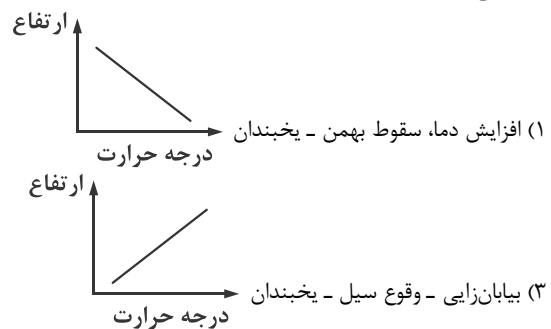 ارتفاع
۱) افزایش دما، سقوط بهمن ـ یخبندان
درجه حرارت
ارتفاع
۳) بیابان‌زایی ـ وقوع سیل ـ یخبندان
درجه حرارت